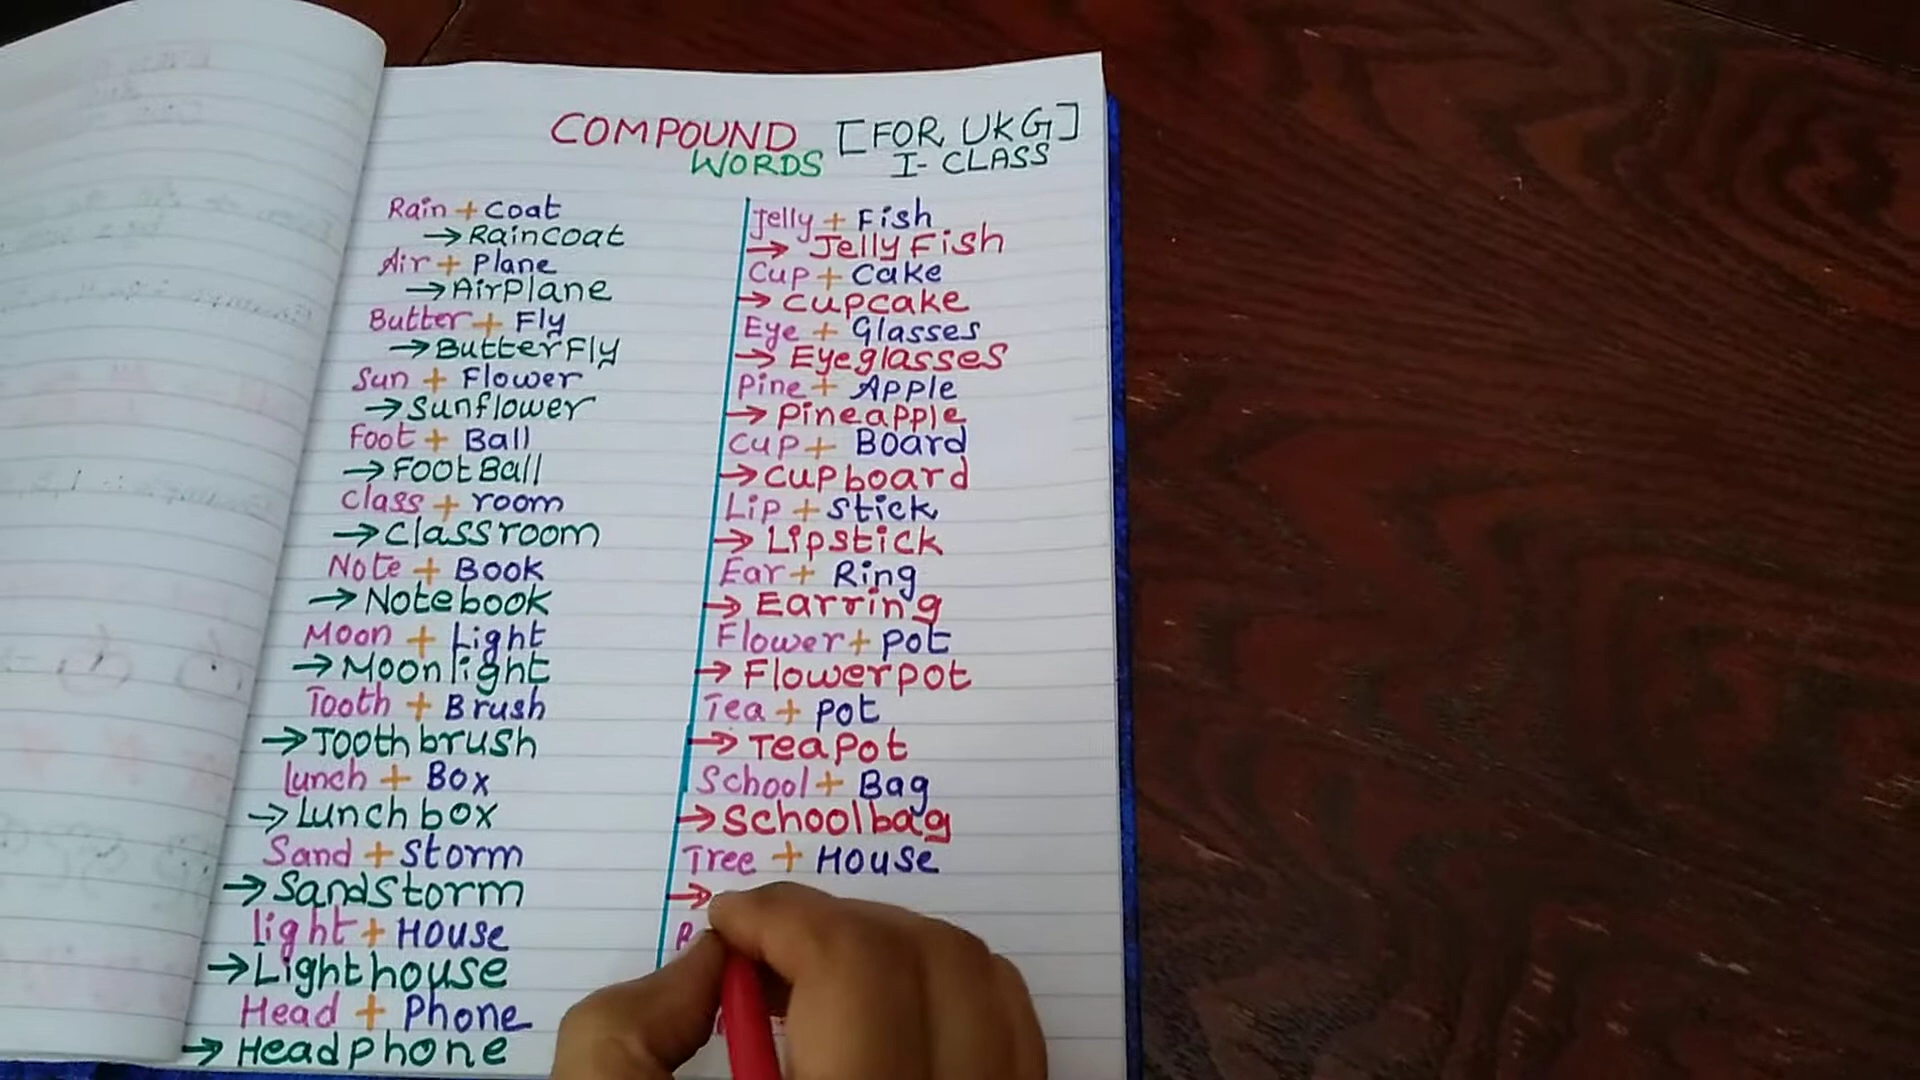 COMPOUND [FOR UKG]
WORDS I-CLASS
Rain + Coat
→ Raincoat
Air + Plane
→ AirPlane
Butter + Fly
→ ButterFly
Sun + Flower
→ Sunflower
Foot + Ball
→ FootBall
Class + room
→ Classroom
Note + Book
→ Notebook
Moon + Light
→ Moonlight
Tooth + Brush
→ Toothbrush
Lunch + Box
→ Lunchbox
Sand + Storm
→ Sandstorm
light + House
→ Lighthouse
Head + Phone
→ Headphone
Jelly + Fish
→ JellyFish
Cup + Cake
→ Cupcake
Eye + Glasses
→ Eyeglasses
Pine + Apple
→ Pineapple
Cup + Board
→ Cupboard
Lip + Stick
→ Lipstick
Ear + Ring
→ Earring
Flower + Pot
→ Flowerpot
Tea + Pot
→ Teapot
School + Bag
→ Schoolbag
Tree + House
→